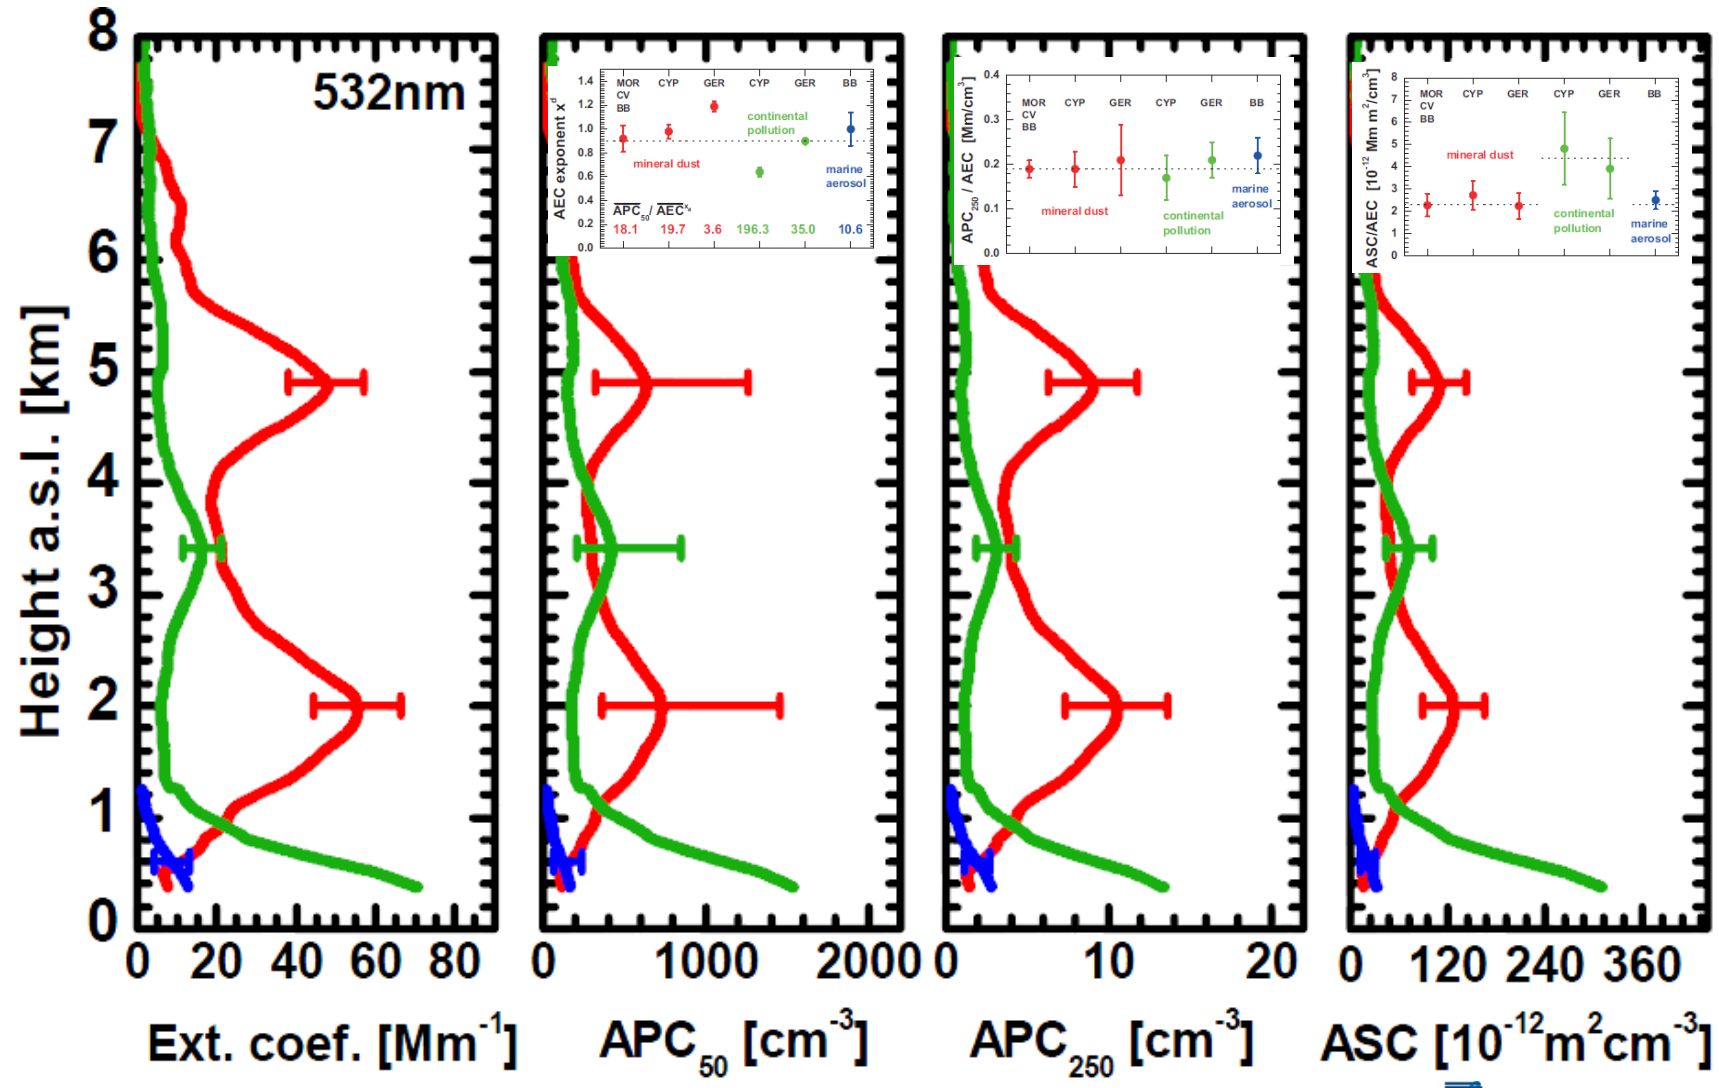 532nm
Height a.s.l. [km]
8
7
6
5
4
3
2
1
0
0 20 40 60 80
Ext. coef. [Mm⁻¹]
AEC exponent xᵈ
1.4
1.2
1.0
0.8
0.6
0.4
0.2
0.0
MOR CYP GER CYP GER BB
CV
BB
continental
pollution
mineral dust
marine
aerosol
APC₅₀/ AEC
18.1 19.7 3.6 196.3 35.0 10.6
0 1000 2000
APC₅₀ [cm⁻³]
APC₂₅₀ / AEC [Mm/cm³]
0.4
0.3
0.2
0.1
0.0
MOR CYP GER CYP GER BB
CV
BB
mineral dust
continental
pollution
marine
aerosol
0 10 20
APC₂₅₀ [cm⁻³]
ASC/AEC [10⁻¹² Mm m²/cm³]
8
7
6
5
4
3
2
1
0
MOR CYP GER CYP GER BB
CV
BB
mineral dust
continental
pollution
marine
aerosol
0 120 240 360
ASC [10⁻¹²m²cm⁻³]